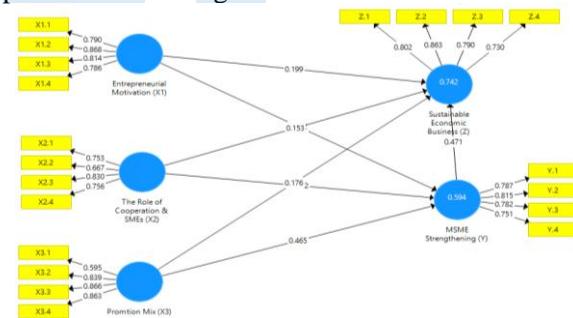 X1.1
X1.2
X1.3
X1.4
0.790
0.868
0.814
0.786
Entrepreneurial
Motivation (X1)
X2.1
X2.2
X2.3
X2.4
0.753
0.667
0.830
0.756
The Role of
Cooperation &
SMEs (X2)
X3.1
X3.2
X3.3
X3.4
0.595
0.839
0.866
0.863
Promtion Mix (X3)
0.199
0.153
0.176
2
0.465
Z.1
Z.2
Z.3
Z.4
0.802
0.863
0.790
0.730
0.742
Sustainable
Economic
Business (Z)
0.471
0.594
MSME
Strengthening (Y)
0.787
0.815
0.782
0.751
Y.1
Y.2
Y.3
Y.4